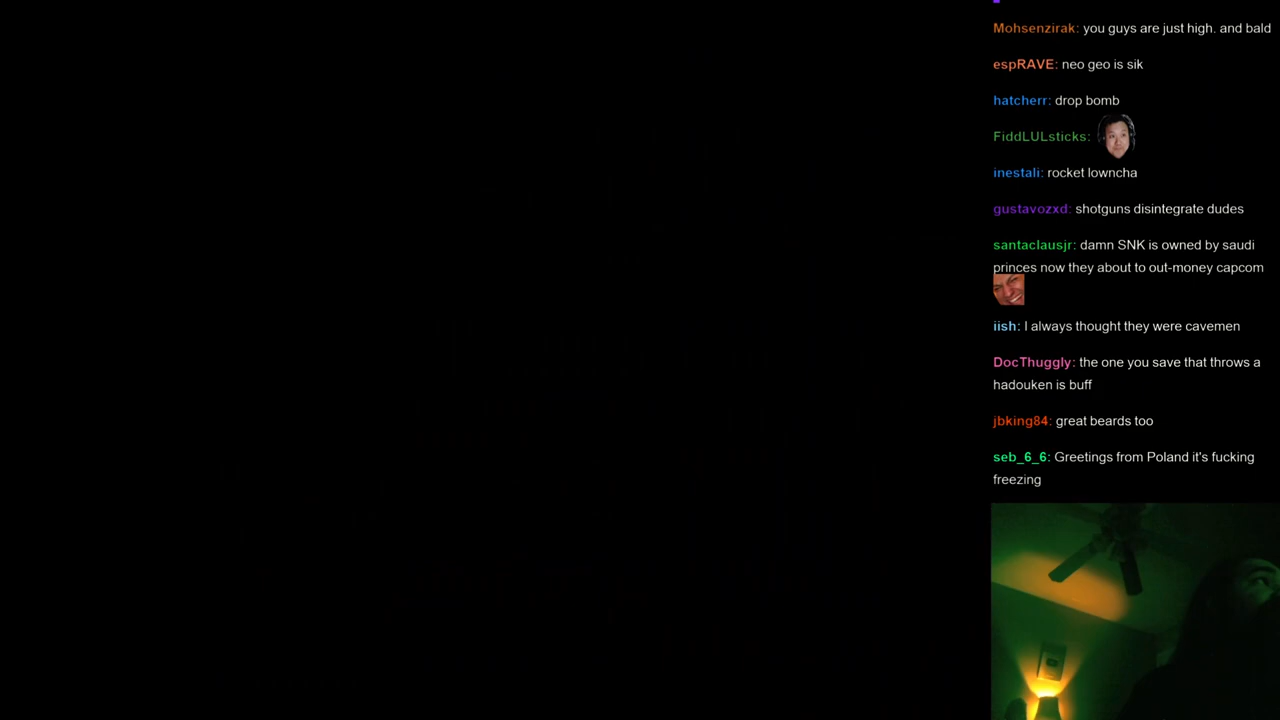 Mohsenzirak: you guys are just high. and bald
espRAVE: neo geo is sik
hatcherr: drop bomb
FiddLULsticks:
inestali: rocket lowncha
gustavozxd: shotguns disintegrate dudes
santaclausjr: damn SNK is owned by saudi
princes now they about to out-money capcom
iish: I always thought they were cavemen
DocThuggly: the one you save that throws a
hadouken is buff
jbking84: great beards too
seb_6_6: Greetings from Poland it's fucking
freezing